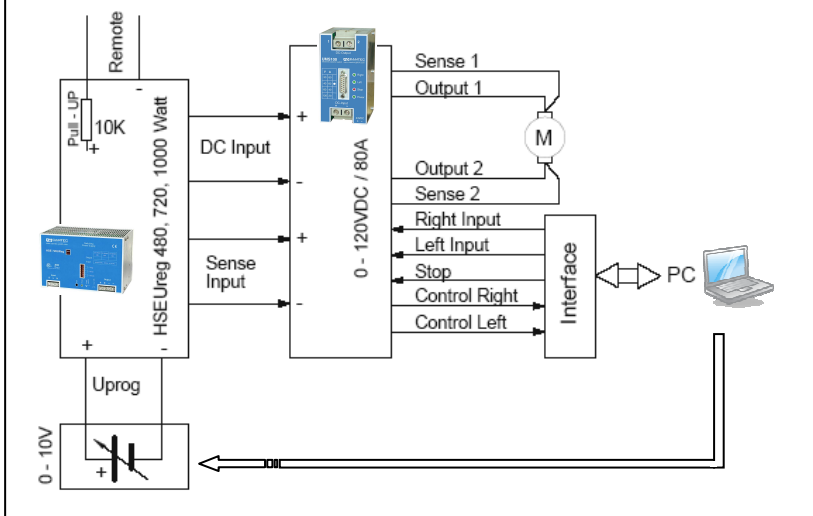 Remote
-
Pull - UP
10K
+
HSEUreg 480, 720, 1000 Watt
+
-
Uprog
0 - 10V
+
DC Input
Sense
Input
+
-
+
-
0 - 120VDC / 80A
Sense 1
Output 1
M
Output 2
Sense 2
Right Input
Left Input
Stop
Control Right
Control Left
Interface
PC